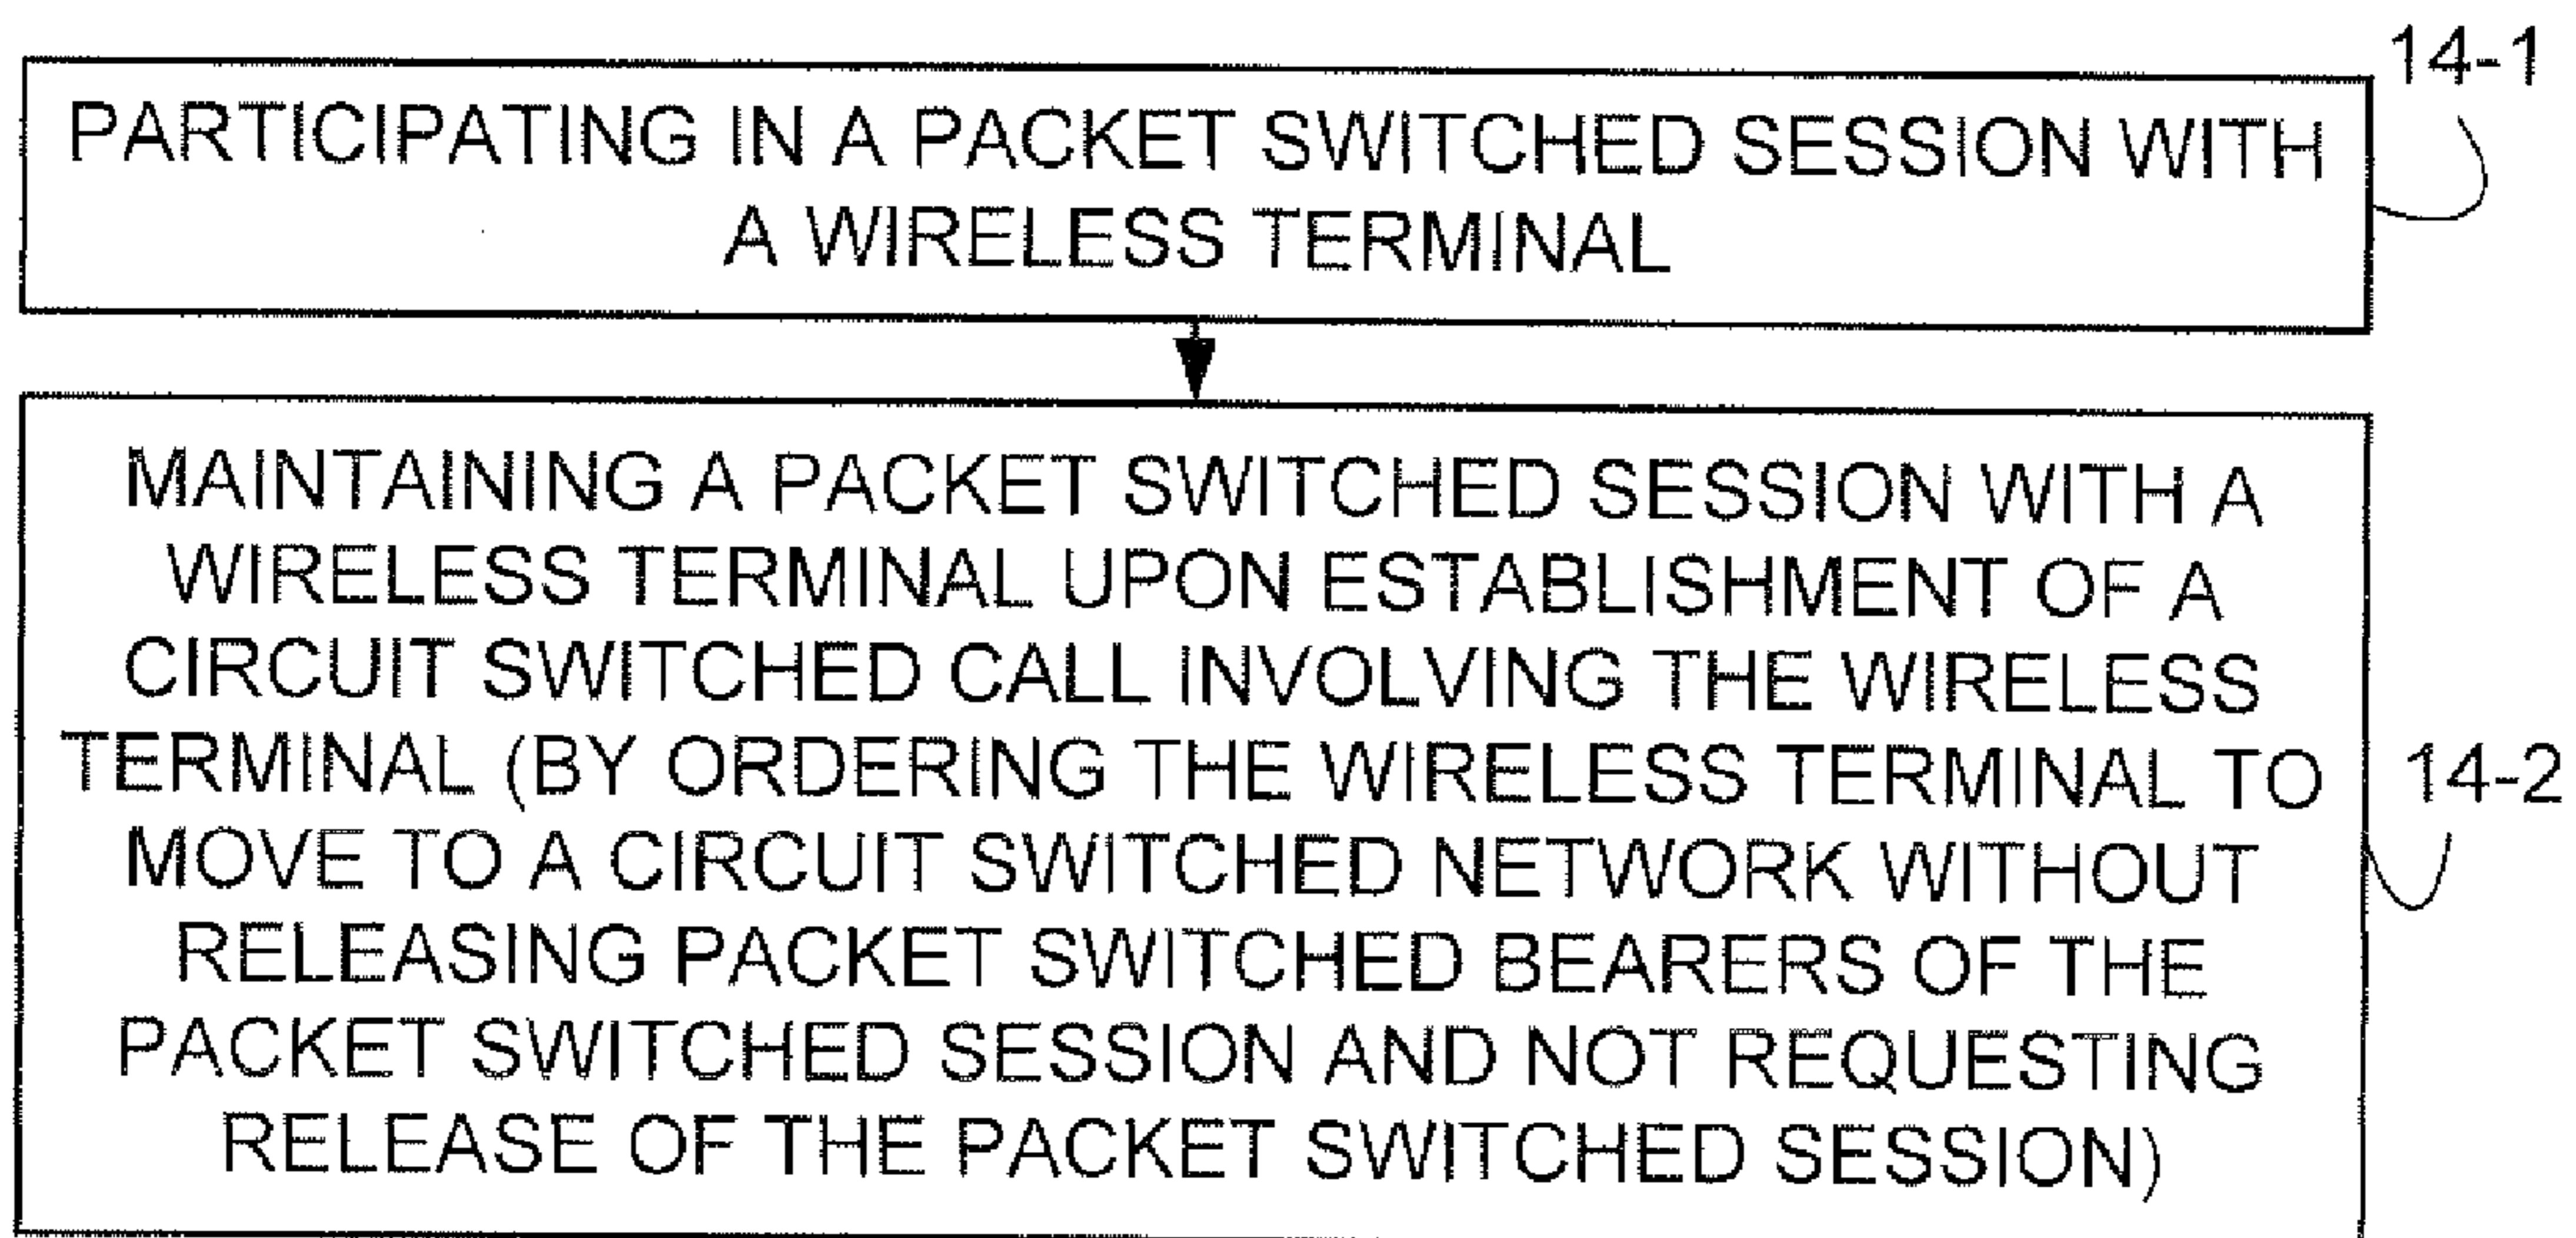 14-1
PARTICIPATING IN A PACKET SWITCHED SESSION WITH
A WIRELESS TERMINAL
MAINTAINING A PACKET SWITCHED SESSION WITH A
WIRELESS TERMINAL UPON ESTABLISHMENT OF A
CIRCUIT SWITCHED CALL INVOLVING THE WIRELESS
TERMINAL (BY ORDERING THE WIRELESS TERMINAL TO
MOVE TO A CIRCUIT SWITCHED NETWORK WITHOUT
RELEASING PACKET SWITCHED BEARERS OF THE
PACKET SWITCHED SESSION AND NOT REQUESTING
RELEASE OF THE PACKET SWITCHED SESSION)
14-2